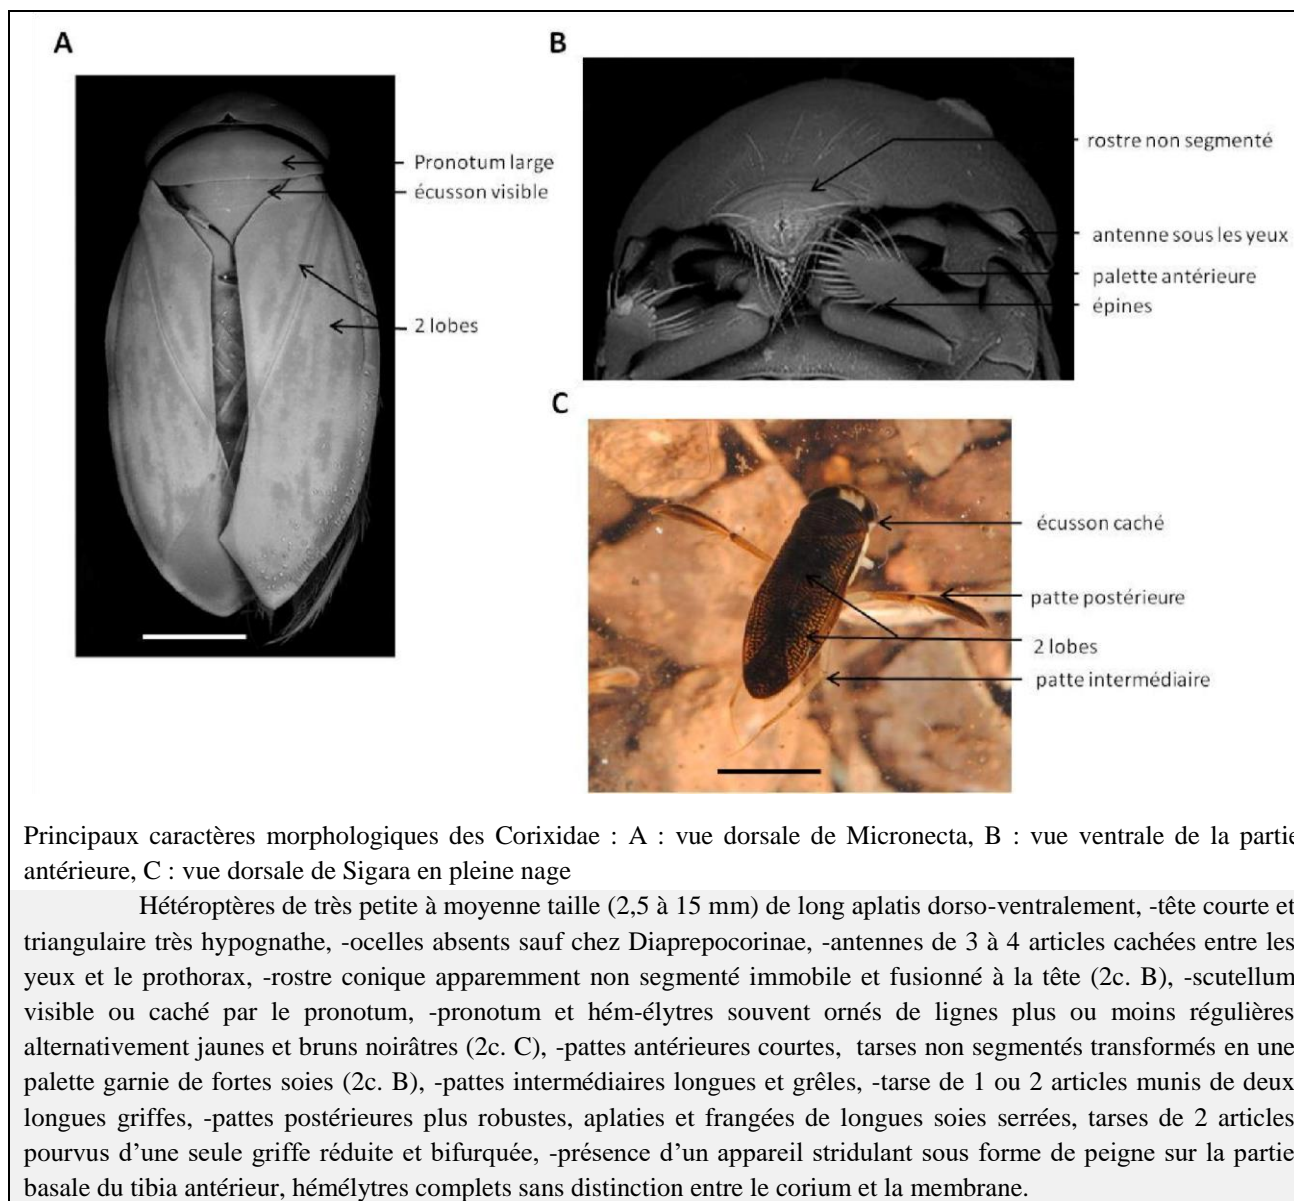 A
Pronotum large
écusson visible
2 lobes
B
rostre non segmenté
antenne sous les yeux
palette antérieure
épines
C
écusson caché
patte postérieure
2 lobes
patte intermédiaire
Principaux caractères morphologiques des Corixidae : A : vue dorsale de Micronecta, B : vue ventrale de la partie
antérieure, C : vue dorsale de Sigara en pleine nage
Hétéroptères de très petite à moyenne taille (2,5 à 15 mm) de long aplatis dorso-ventralement, -tête courte et
triangulaire très hypognathe, -ocelles absents sauf chez Diaprepocorinae, -antennes de 3 à 4 articles cachées entre les
yeux et le prothorax, -rostre conique apparemment non segmenté immobile et fusionné à la tête (2c. B), -scutellum
visible ou caché par le pronotum, -pronotum et hém-élytres souvent ornés de lignes plus ou moins régulières
alternativement jaunes et bruns noirâtres (2c. C), -pattes antérieures courtes, tarses non segmentés transformés en une
palette garnie de fortes soies (2c. B), -pattes intermédiaires longues et grêles, -tarse de 1 ou 2 articles munis de deux
longues griffes, -pattes postérieures plus robustes, aplaties et frangées de longues soies serrées, tarses de 2 articles
pourvus d’une seule griffe réduite et bifurquée, -présence d’un appareil stridulant sous forme de peigne sur la partie
basale du tibia antérieur, hémélytres complets sans distinction entre le corium et la membrane.